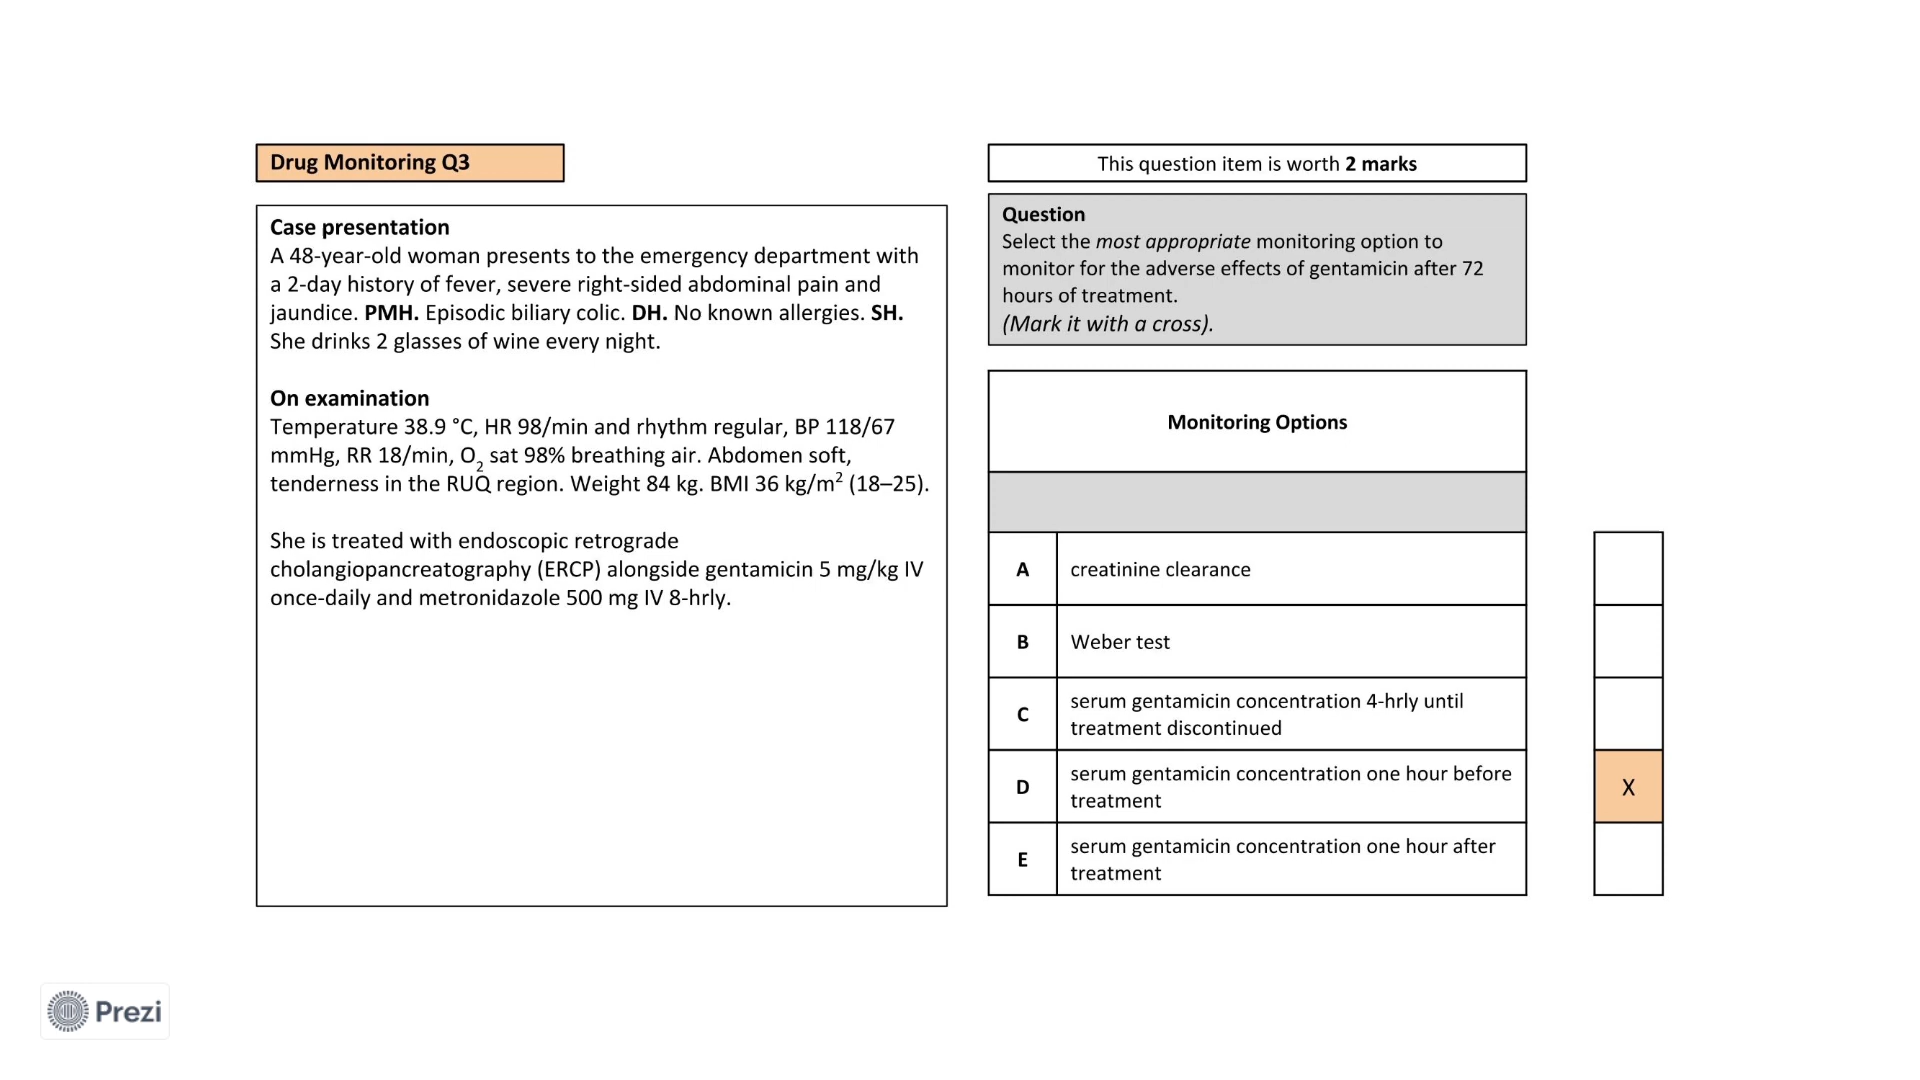 Drug Monitoring Q3
Case presentation
A 48-year-old woman presents to the emergency department with
a 2-day history of fever, severe right-sided abdominal pain and
jaundice. PMH. Episodic biliary colic. DH. No known allergies. SH.
She drinks 2 glasses of wine every night.
On examination
Temperature 38.9 °C, HR 98/min and rhythm regular, BP 118/67
mmHg, RR 18/min, O2 sat 98% breathing air. Abdomen soft,
tenderness in the RUQ region. Weight 84 kg. BMI 36 kg/m² (18–25).
She is treated with endoscopic retrograde
cholangiopancreatography (ERCP) alongside gentamicin 5 mg/kg IV
once-daily and metronidazole 500 mg IV 8-hrly.
This question item is worth 2 marks
Question
Select the most appropriate monitoring option to
monitor for the adverse effects of gentamicin after 72
hours of treatment.
(Mark it with a cross).
Monitoring Options
A creatinine clearance
B Weber test
C serum gentamicin concentration 4-hrly until
treatment discontinued
D serum gentamicin concentration one hour before
treatment
X
E serum gentamicin concentration one hour after
treatment
Prezi